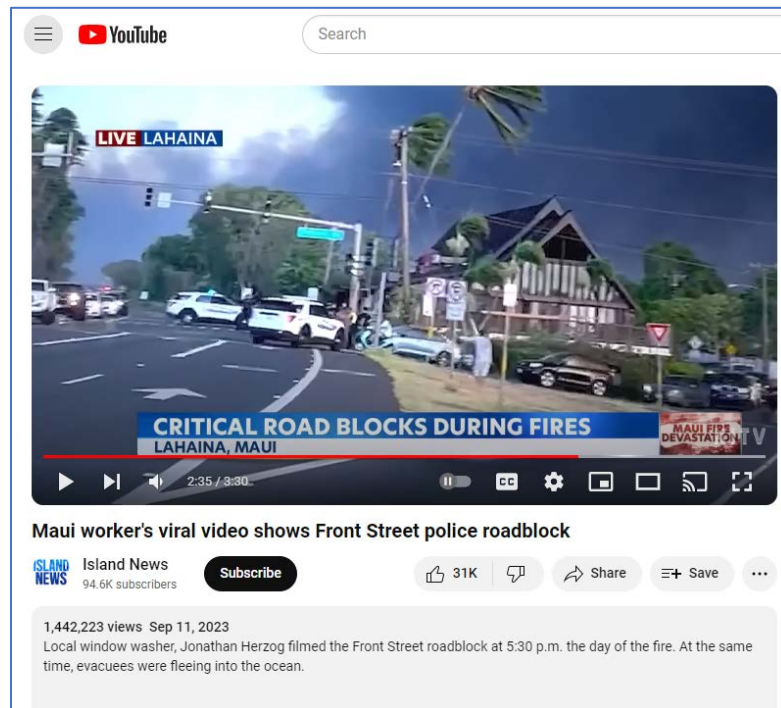 YouTube
Search
LIVE LAHAINA
CRITICAL ROAD BLOCKS DURING FIRES
LAHAINA, MAUI
MAUI FIRE
DEVASTATION
TV
2:35 / 3:30
CC
Maui worker's viral video shows Front Street police roadblock
ISLAND
NEWS
Island News
94.6K subscribers
Subscribe
31K
Share
Save
1,442,223 views Sep 11, 2023
Local window washer, Jonathan Herzog filmed the Front Street roadblock at 5:30 p.m. the day of the fire. At the same
time, evacuees were fleeing into the ocean.